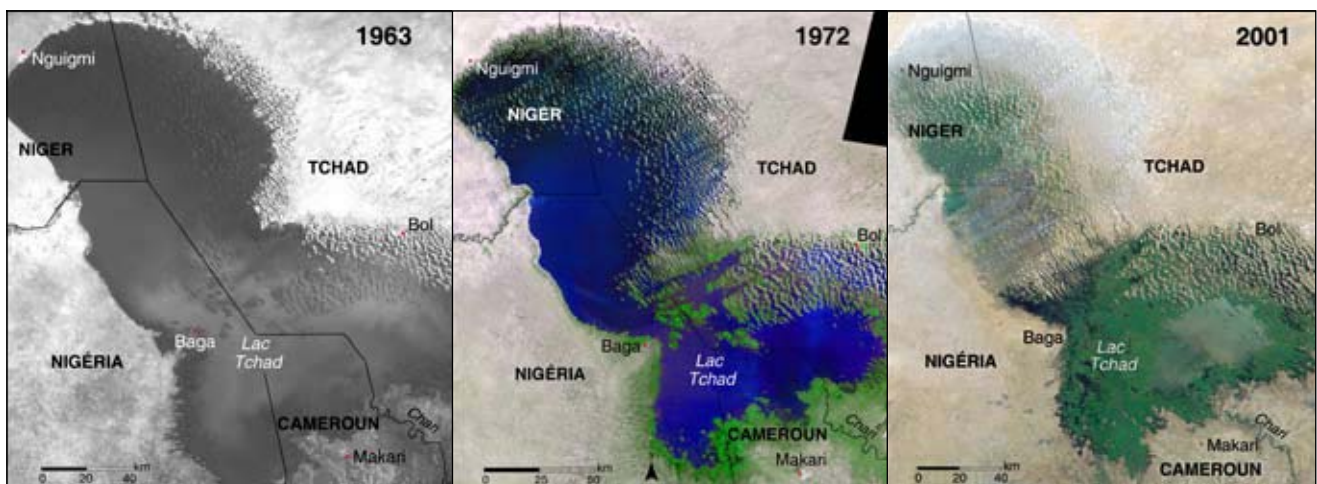 1963
Nguigmi
NIGER
TCHAD
Bol
Baga
Lac
Tchad
NIGÉRIA
CAMEROUN
Chari
Makari
0 20 40 km
1972
Nguigmi
NIGER
TCHAD
Bol
Baga
Lac
Tchad
NIGÉRIA
CAMEROUN
Chari
Makari
0 25 50 km
2001
Nguigmi
NIGER
TCHAD
Bol
Baga
Lac
Tchad
NIGÉRIA
Chari
Makari
CAMEROUN
0 20 40 km